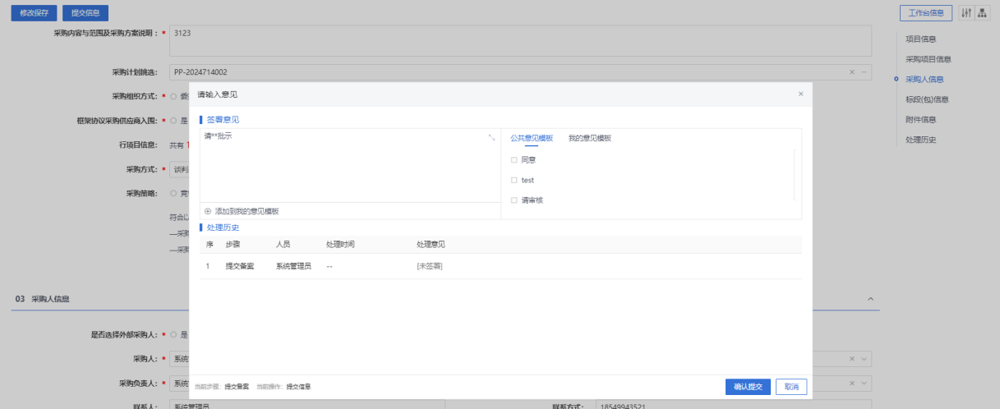 修改保存 提交信息 工作台信息
采购内容与范围及采购方案说明： * 3123
项目信息
采购项目信息
采购计划挑选： PP-2024714002
采购人信息
请输入意见
采购组织方式： * 委
标段(包)信息
签署意见
框架协议采购供应商入围： * 是
附件信息
请**批示
公共意见模板 我的意见模板
处理历史
行项目信息： 共有 1
同意
采购方式： * 谈判
test
采购策略： 竞
请审核
添加到我的意见模板
符合以
处理历史
—采购
序 步骤 人员 处理时间 处理意见
—采购
1 提交备案 系统管理员 -- [未签署]
03 采购人信息
是否选择外部采购人： * 是
采购人： * 系统
采购负责人： * 系统
当前步骤： 提交备案 当前操作： 提交信息
确认提交 取消
联系人： 系统管理员 联系方式： 18549943521